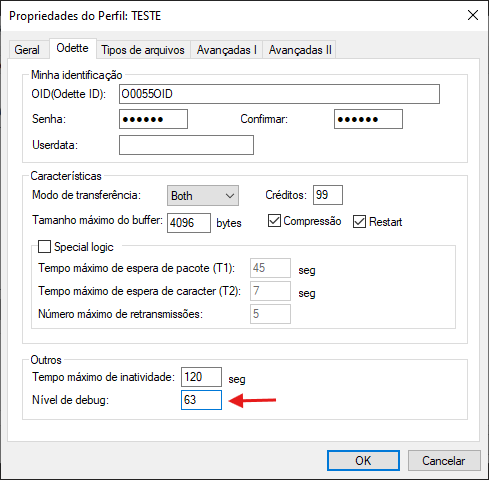 Propriedades do Perfil: TESTE
Geral Odette Tipos de arquivos Avançadas I Avançadas II
Minha identificação
OID(Odette ID): O0055OID
Senha: ●●●●●● Confirmar: ●●●●●●
Userdata:
Características
Modo de transferência: Both Créditos: 99
Tamanho máximo do buffer: 4096 bytes Compressão Restart
Special logic
Tempo máximo de espera de pacote (T1): 45 seg
Tempo máximo de espera de caracter (T2): 7 seg
Número máximo de retransmissões: 5
Outros
Tempo máximo de inatividade: 120 seg
Nível de debug: 63
OK Cancelar